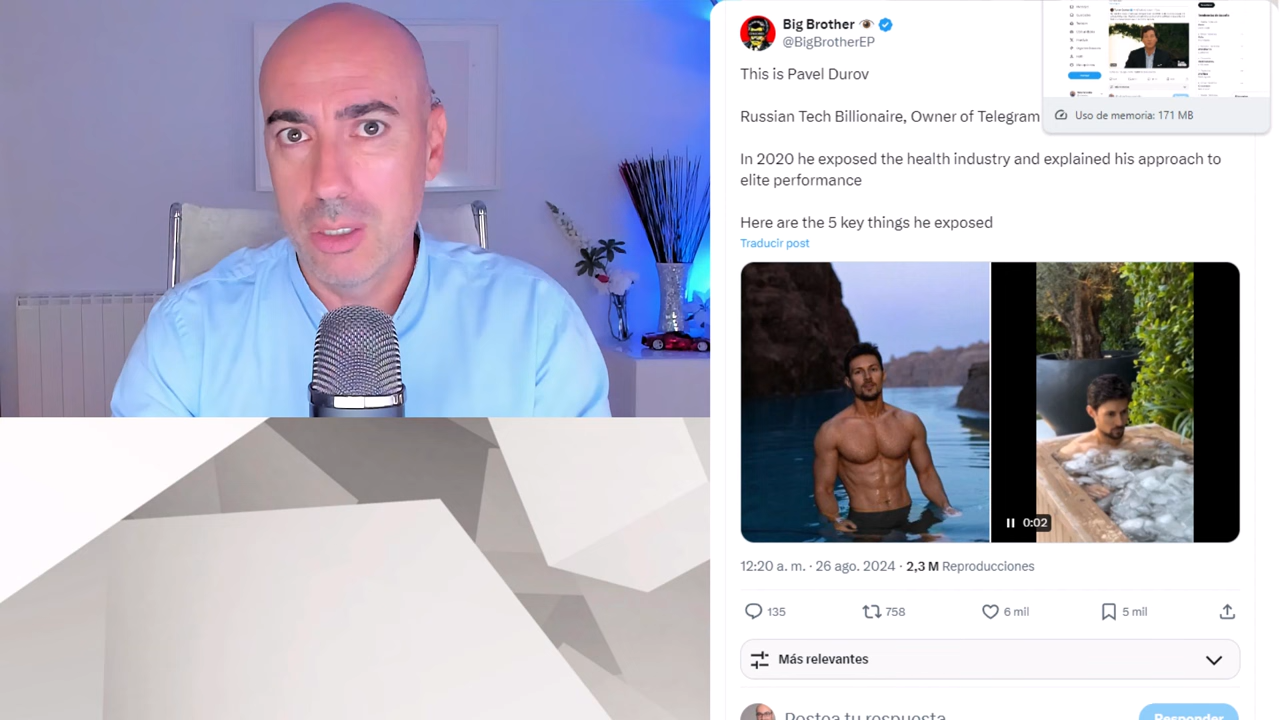 Big Brother 👁️
@BigBrotherEP
This is Pavel Durov
Russian Tech Billionaire, Owner of Telegram
Uso de memoria: 171 MB
In 2020 he exposed the health industry and explained his approach to
elite performance
Here are the 5 key things he exposed
Traducir post
0:02
12:20 a. m. · 26 ago. 2024 · 2,3 M Reproducciones
135
758
6 mil
5 mil
Más relevantes
Postea tu respuesta
Responder